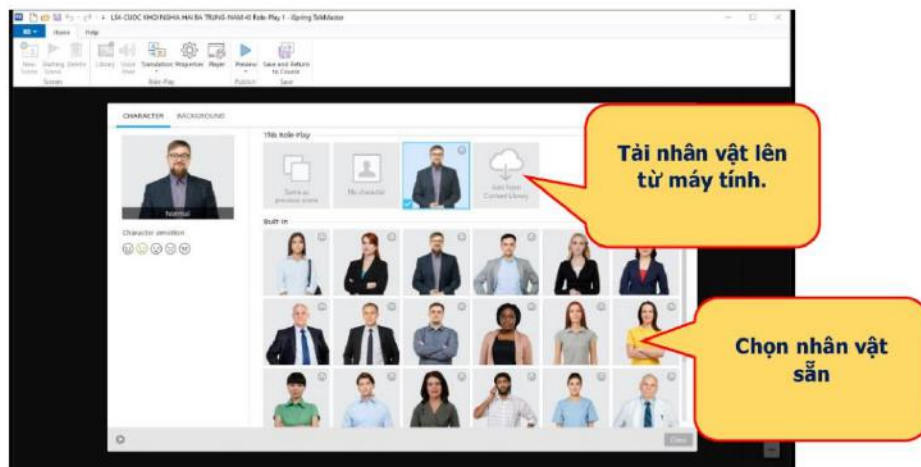 LS4-CUOC KHOI NGHIA HAI BA TRUNG-NAM 40 Role-Play 1 - iSpring TalkMaster
Home Help
New Scene
Starting Scene
Delete
Library
Voice Over
Translation
Properties
Player
Preview
Save and Return to Course
Scenes
Role-Play
Publish
Save
CHARACTER BACKGROUND
This Role-Play
Same as
previous scene
No character
Add from
Content Library
Normal
Character emotion
Built-In
Tải nhân vật lên
từ máy tính.
Chọn nhân vật
sẵn